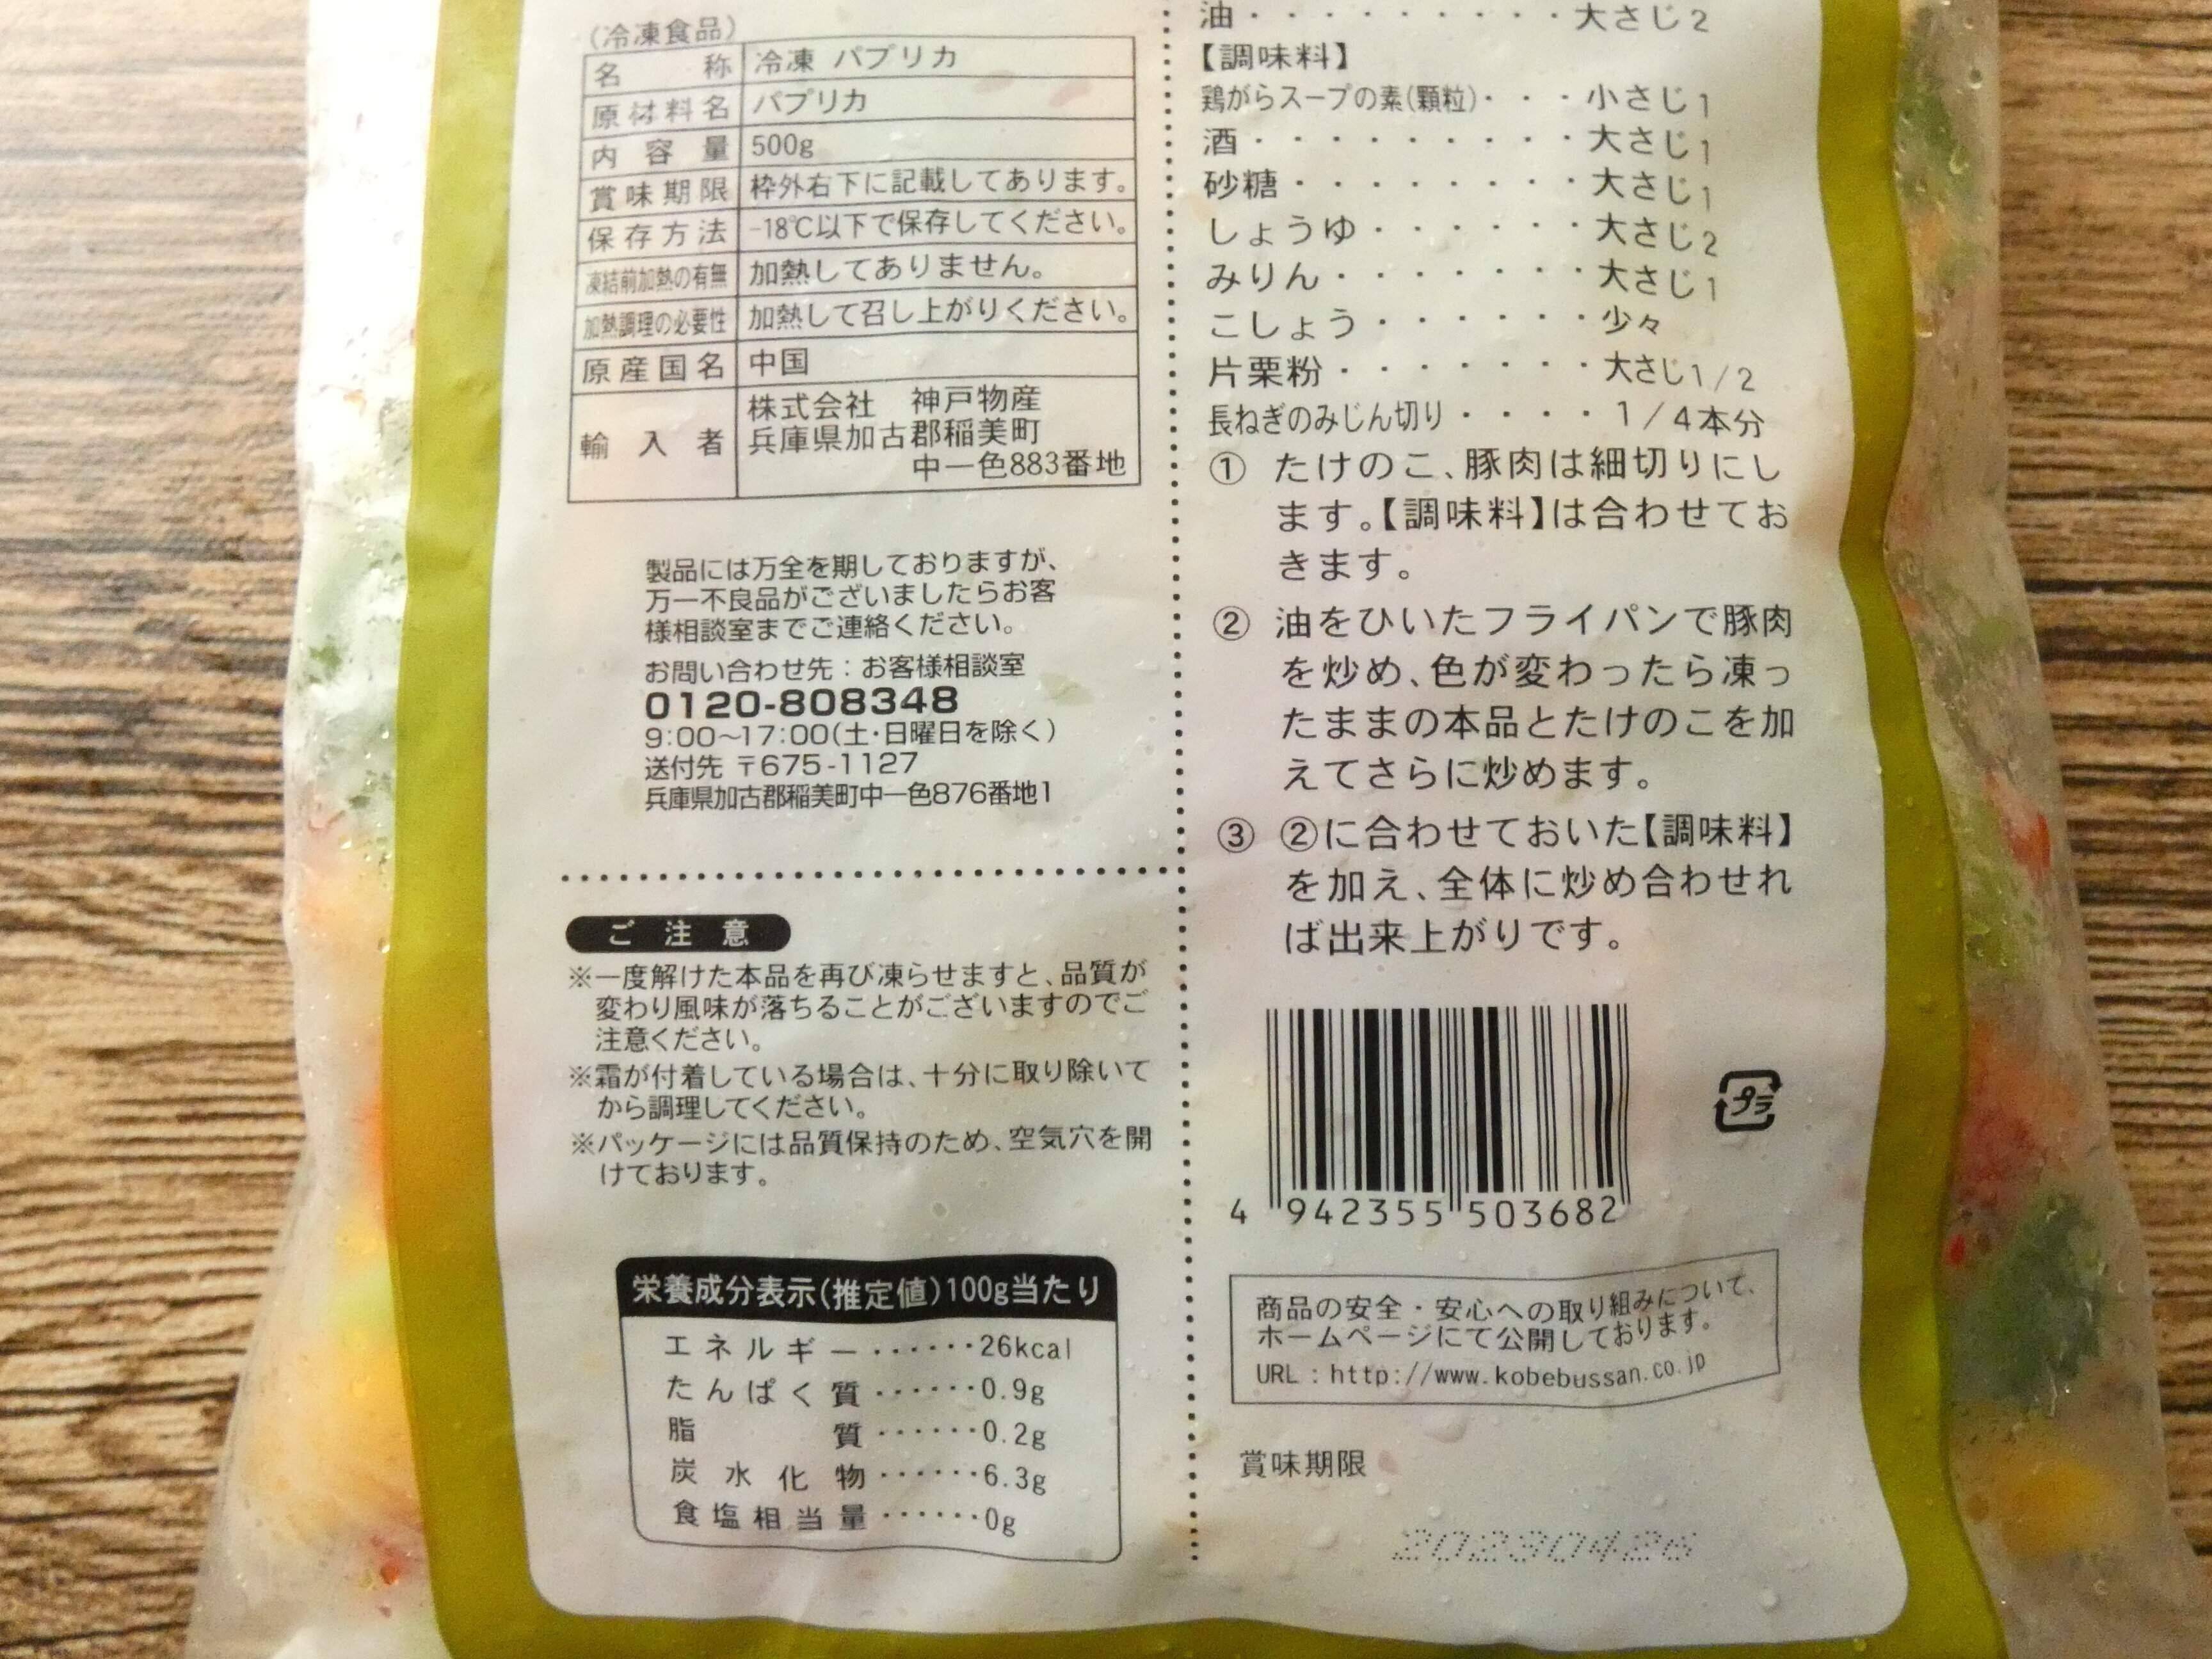 (冷凍食品)
名称 冷凍 パプリカ
原材料名 パプリカ
内容量 500g
賞味期限 枠外右下に記載してあります。
保存方法 -18℃以下で保存してください。
凍結前加熱の有無 加熱してありません。
加熱調理の必要性 加熱して召し上がりください。
原産国名 中国
輸入者 株式会社 神戸物産
兵庫県加古郡稲美町
中一色883番地
製品には万全を期しておりますが、
万一不良品がございましたらお客
様相談室までご連絡ください。
お問い合わせ先:お客様相談室
0120-808348
9:00~17:00(土・日曜日を除く)
送付先 〒675-1127
兵庫県加古郡稲美町中一色876番地1
ご注意
※一度解けた本品を再び凍らせますと、品質が
変わり風味が落ちることがございますのでご
注意ください。
※霜が付着している場合は、十分に取り除いて
から調理してください。
※パッケージには品質保持のため、空気穴を開
けております。
栄養成分表示(推定値)100g当たり
エネルギー······26kcal
たんぱく質······0.9g
脂質······0.2g
炭水化物······6.3g
食塩相当量······0g
油・・・・・・・・・・大さじ2
【調味料】
鶏がらスープの素(顆粒)・・・小さじ1
酒・・・・・・・・・・大さじ1
砂糖・・・・・・・・・大さじ1
しょうゆ・・・・・・・大さじ2
みりん・・・・・・・・大さじ1
こしょう・・・・・・・少々
片栗粉・・・・・・・・大さじ1/2
長ねぎのみじん切り・・・・・1/4本分
① たけのこ、豚肉は細切りにし
ます。【調味料】は合わせてお
きます。
② 油をひいたフライパンで豚肉
を炒め、色が変わったら凍っ
たままの本品とたけのこを加
えてさらに炒めます。
③ ②に合わせておいた【調味料】
を加え、全体に炒め合わせれ
ば出来上がりです。
4 942355 503682
プラ
商品の安全・安心への取り組みについて、
ホームページにて公開しております。
URL:http://www.kobebussan.co.jp
賞味期限
20230426